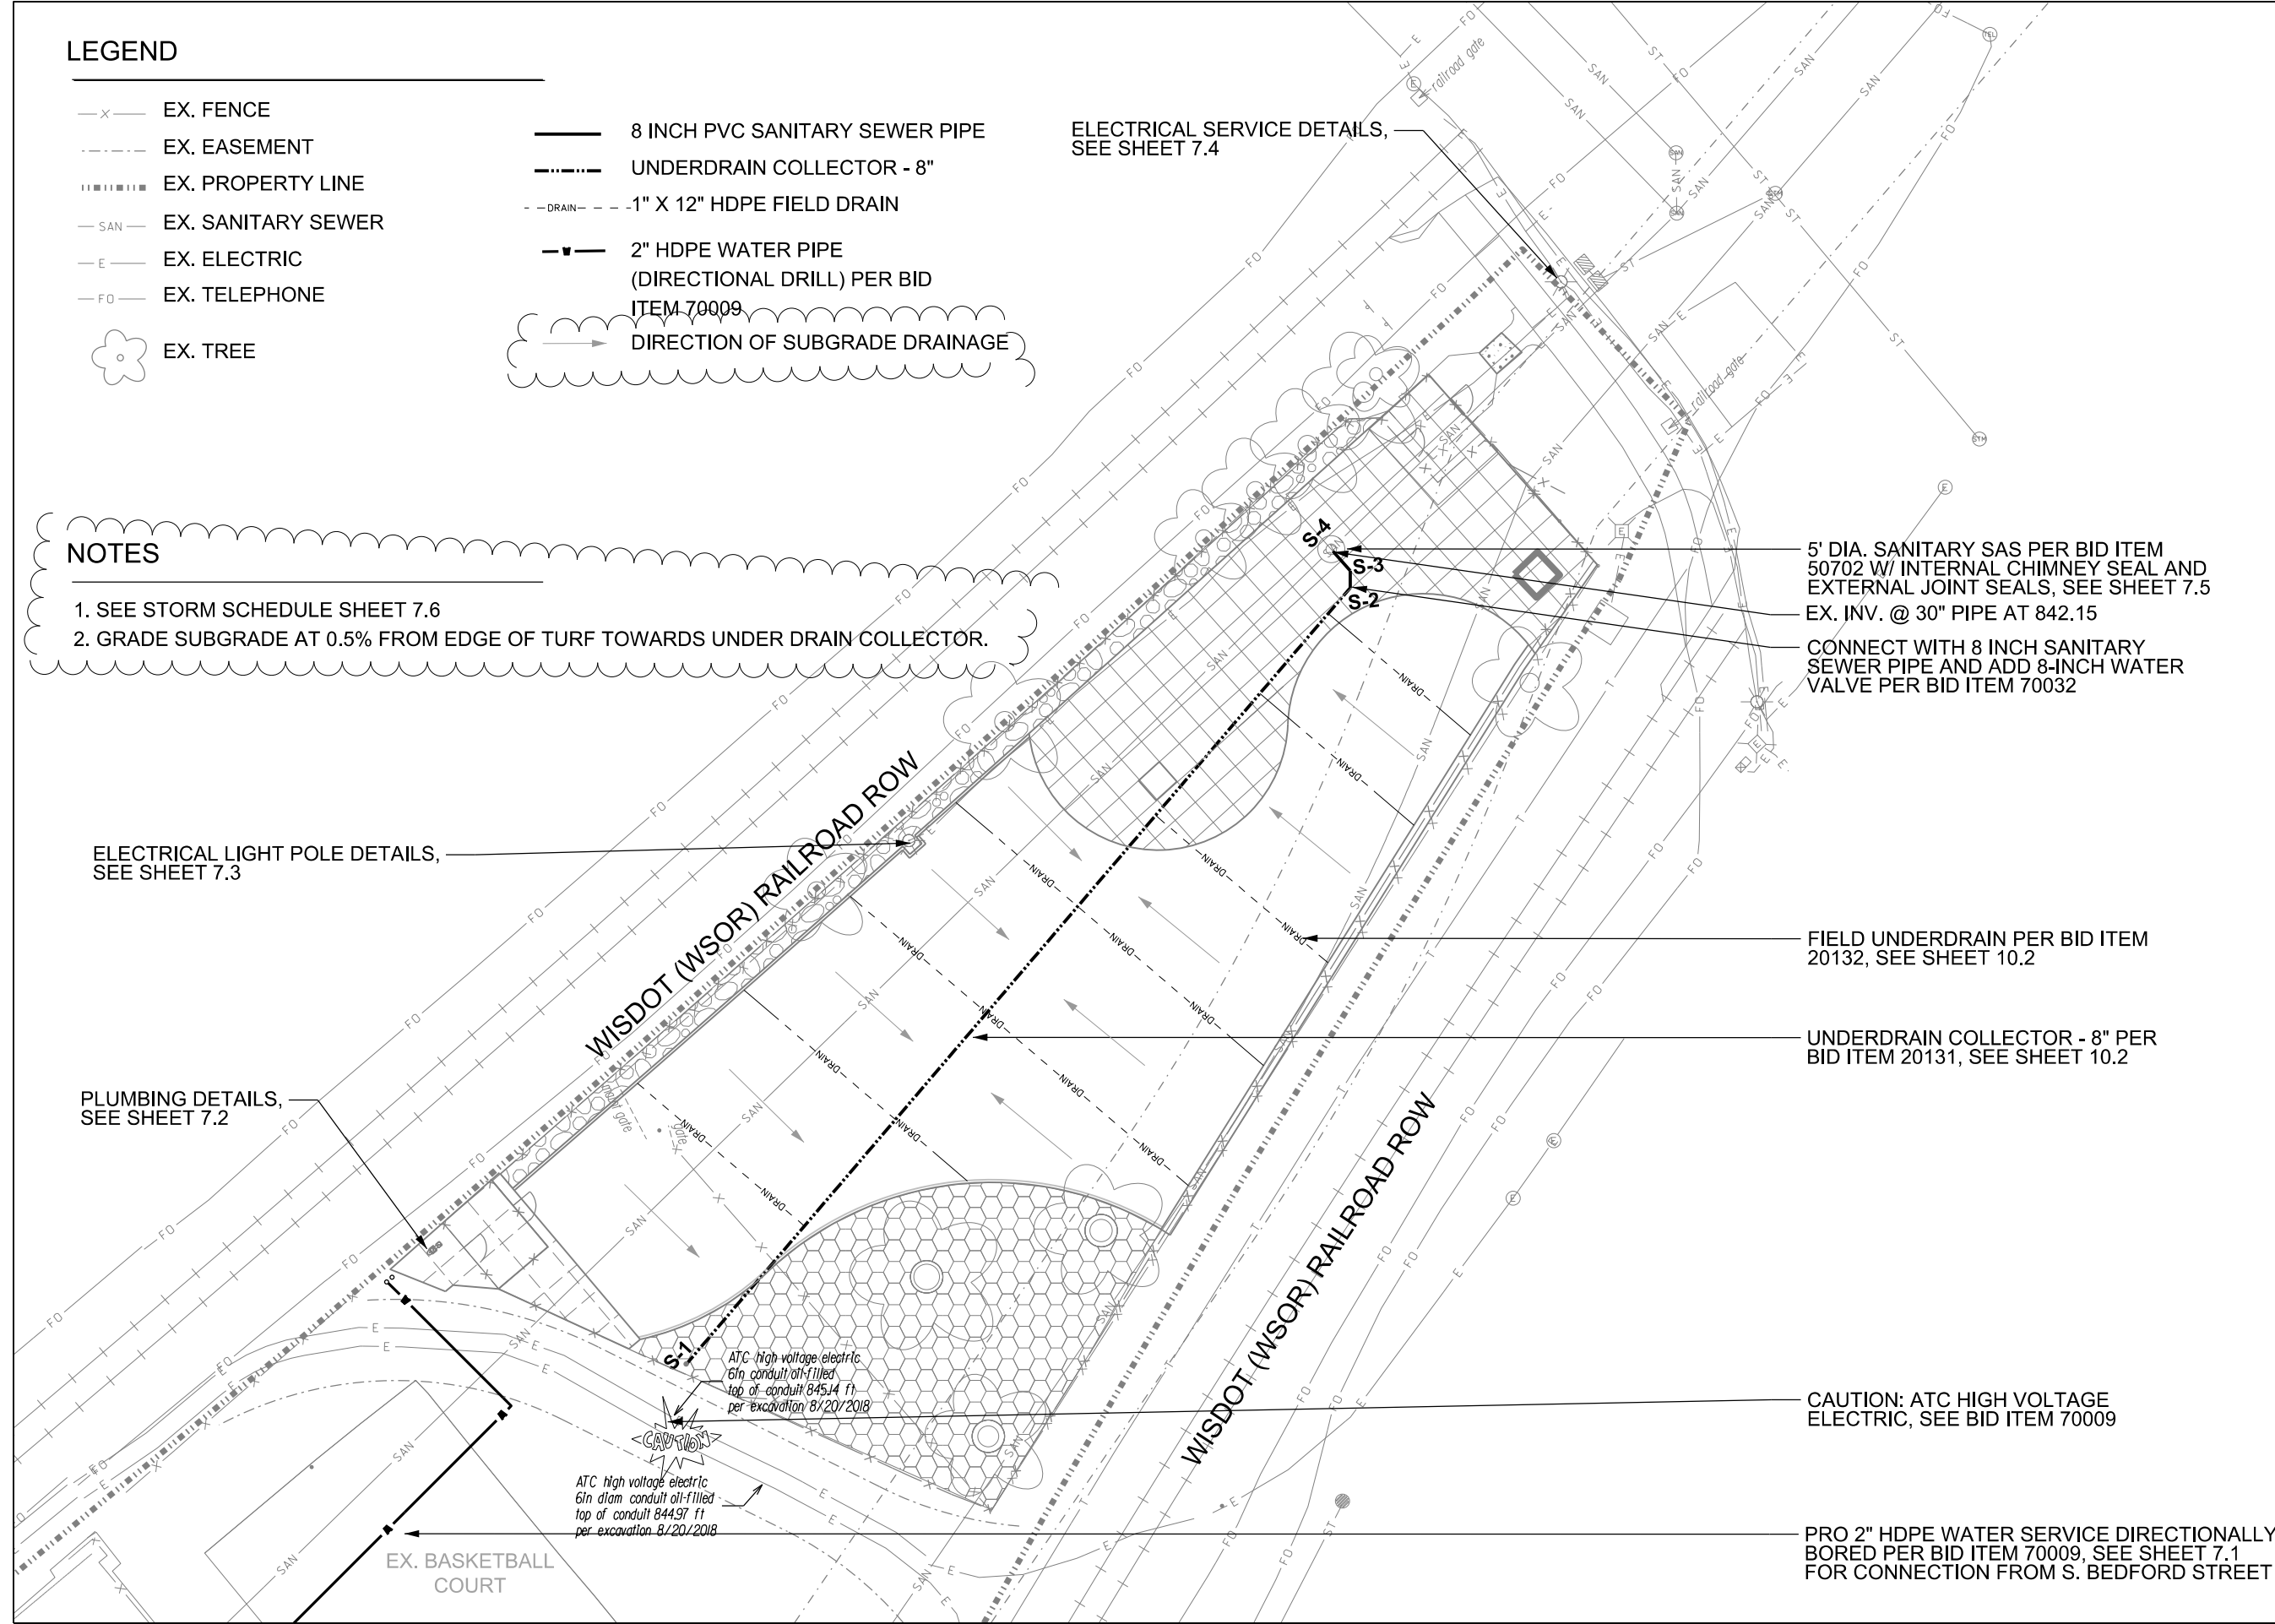 LEGEND
EX. FENCE
EX. EASEMENT
EX. PROPERTY LINE
SAN EX. SANITARY SEWER
E EX. ELECTRIC
FO EX. TELEPHONE
EX. TREE
8 INCH PVC SANITARY SEWER PIPE
UNDERDRAIN COLLECTOR - 8"
DRAIN 1" X 12" HDPE FIELD DRAIN
2" HDPE WATER PIPE
(DIRECTIONAL DRILL) PER BID
ITEM 70009
DIRECTION OF SUBGRADE DRAINAGE
NOTES
1. SEE STORM SCHEDULE SHEET 7.6
2. GRADE SUBGRADE AT 0.5% FROM EDGE OF TURF TOWARDS UNDER DRAIN COLLECTOR.
ELECTRICAL SERVICE DETAILS,
SEE SHEET 7.4
railroad gate
railroad gate
S-4
S-3
S-2
5' DIA. SANITARY SAS PER BID ITEM
50702 W/ INTERNAL CHIMNEY SEAL AND
EXTERNAL JOINT SEALS, SEE SHEET 7.5
EX. INV. @ 30" PIPE AT 842.15
CONNECT WITH 8 INCH SANITARY
SEWER PIPE AND ADD 8-INCH WATER
VALVE PER BID ITEM 70032
ELECTRICAL LIGHT POLE DETAILS,
SEE SHEET 7.3
WISDOT (WSOR) RAILROAD ROW
FIELD UNDERDRAIN PER BID ITEM
20132, SEE SHEET 10.2
UNDERDRAIN COLLECTOR - 8" PER
BID ITEM 20131, SEE SHEET 10.2
PLUMBING DETAILS,
SEE SHEET 7.2
gate
WISDOT (WSOR) RAILROAD ROW
S-1
ATC high voltage electric
6in conduit oil-filled
top of conduit 845.14 ft
per excavation 8/20/2018
CAUTION
ATC high voltage electric
6in diam conduit oil-filled
top of conduit 844.97 ft
per excavation 8/20/2018
CAUTION: ATC HIGH VOLTAGE
ELECTRIC, SEE BID ITEM 70009
EX. BASKETBALL
COURT
PRO 2" HDPE WATER SERVICE DIRECTIONALLY
BORED PER BID ITEM 70009, SEE SHEET 7.1
FOR CONNECTION FROM S. BEDFORD STREET